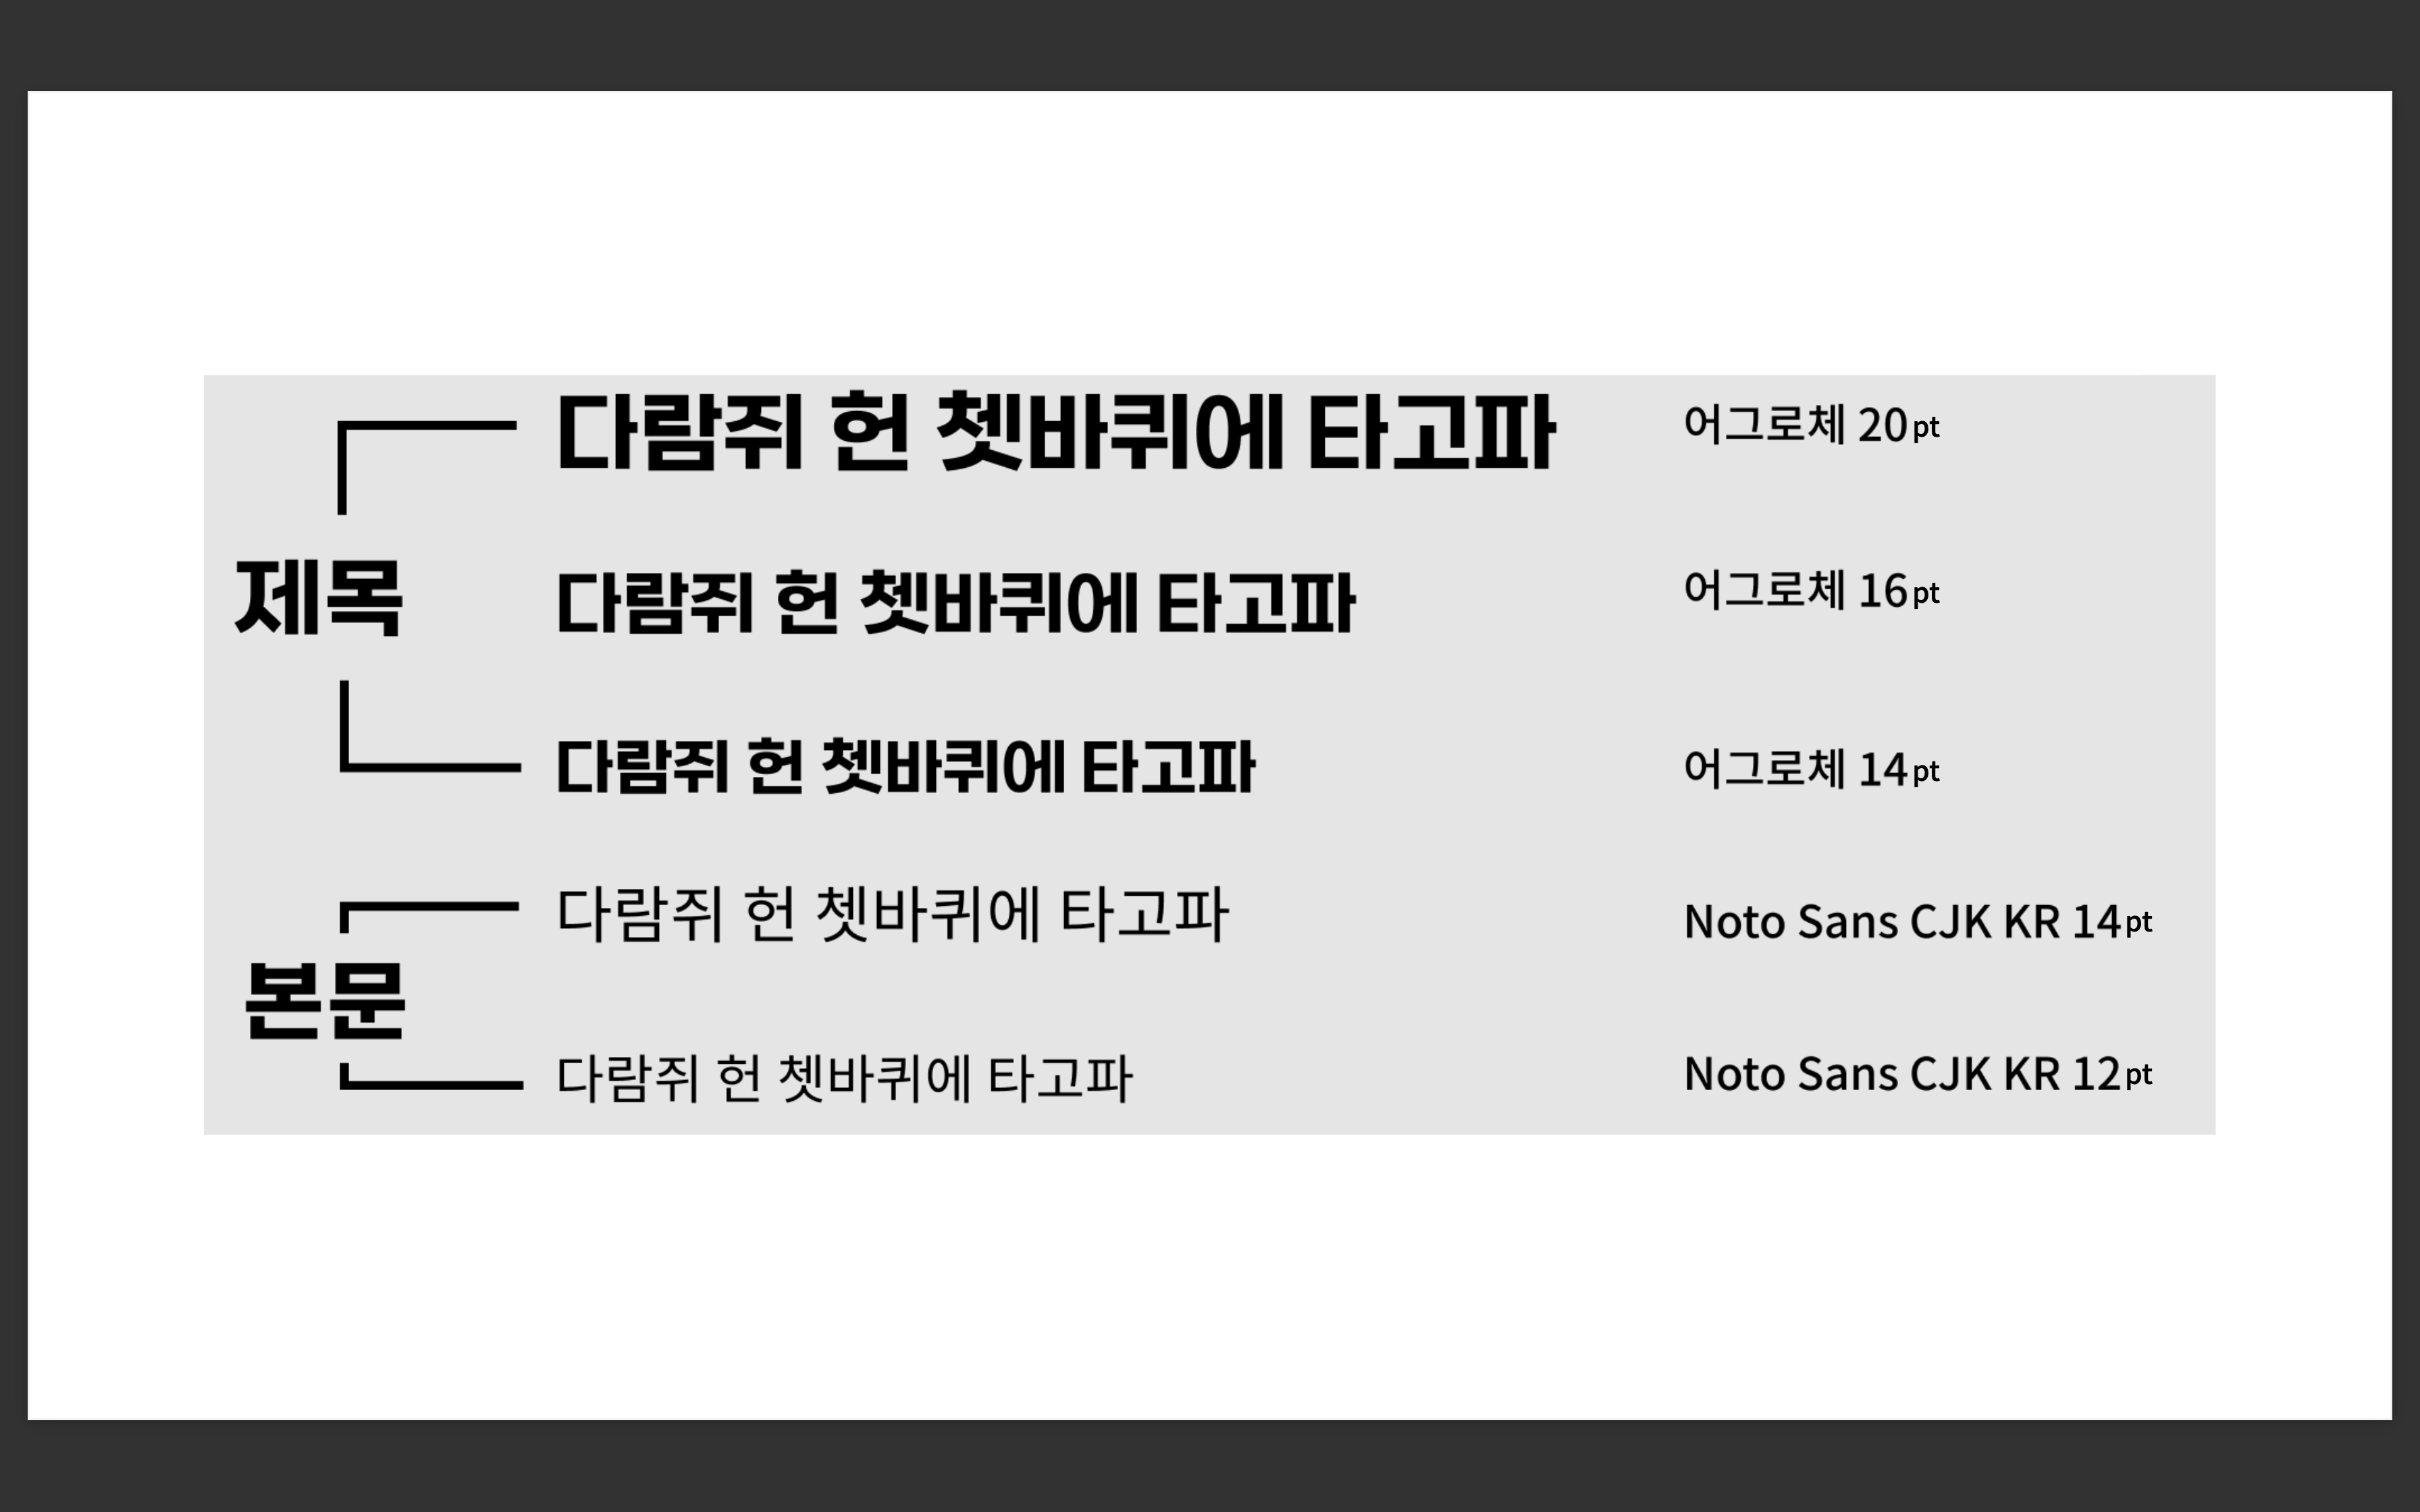 다람쥐 헌 쳇바퀴에 타고파 어그로체 20pt
제목 다람쥐 헌 쳇바퀴에 타고파 어그로체 16pt
다람쥐 헌 쳇바퀴에 타고파 어그로체 14pt
다람쥐 헌 쳇바퀴에 타고파 Noto Sans CJK KR 14pt
본문
다람쥐 헌 쳇바퀴에 타고파 Noto Sans CJK KR 12pt